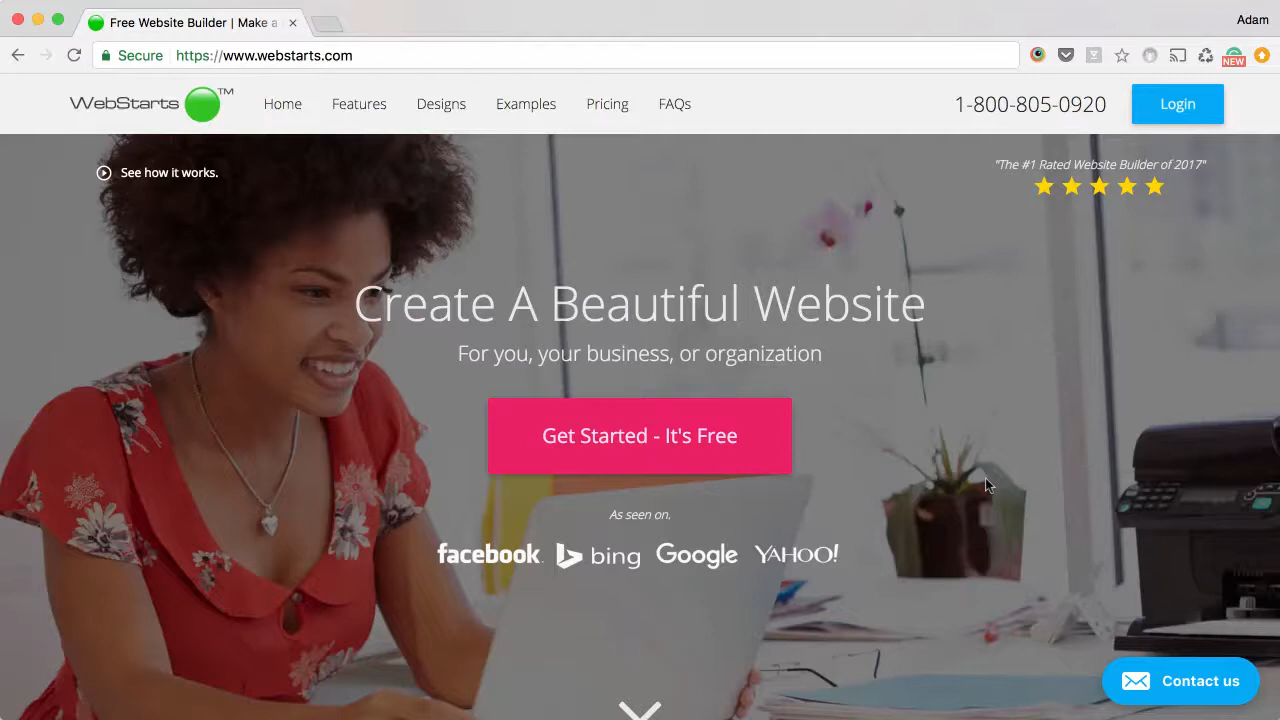 Free Website Builder | Make a
Adam
Secure https://www.webstarts.com
NEW
WebStarts TM
Home Features Designs Examples Pricing FAQs
1-800-805-0920
Login
See how it works.
"The #1 Rated Website Builder of 2017"
Create A Beautiful Website
For you, your business, or organization
Get Started - It's Free
As seen on.
facebook. bing Google YAHOO!
Contact us